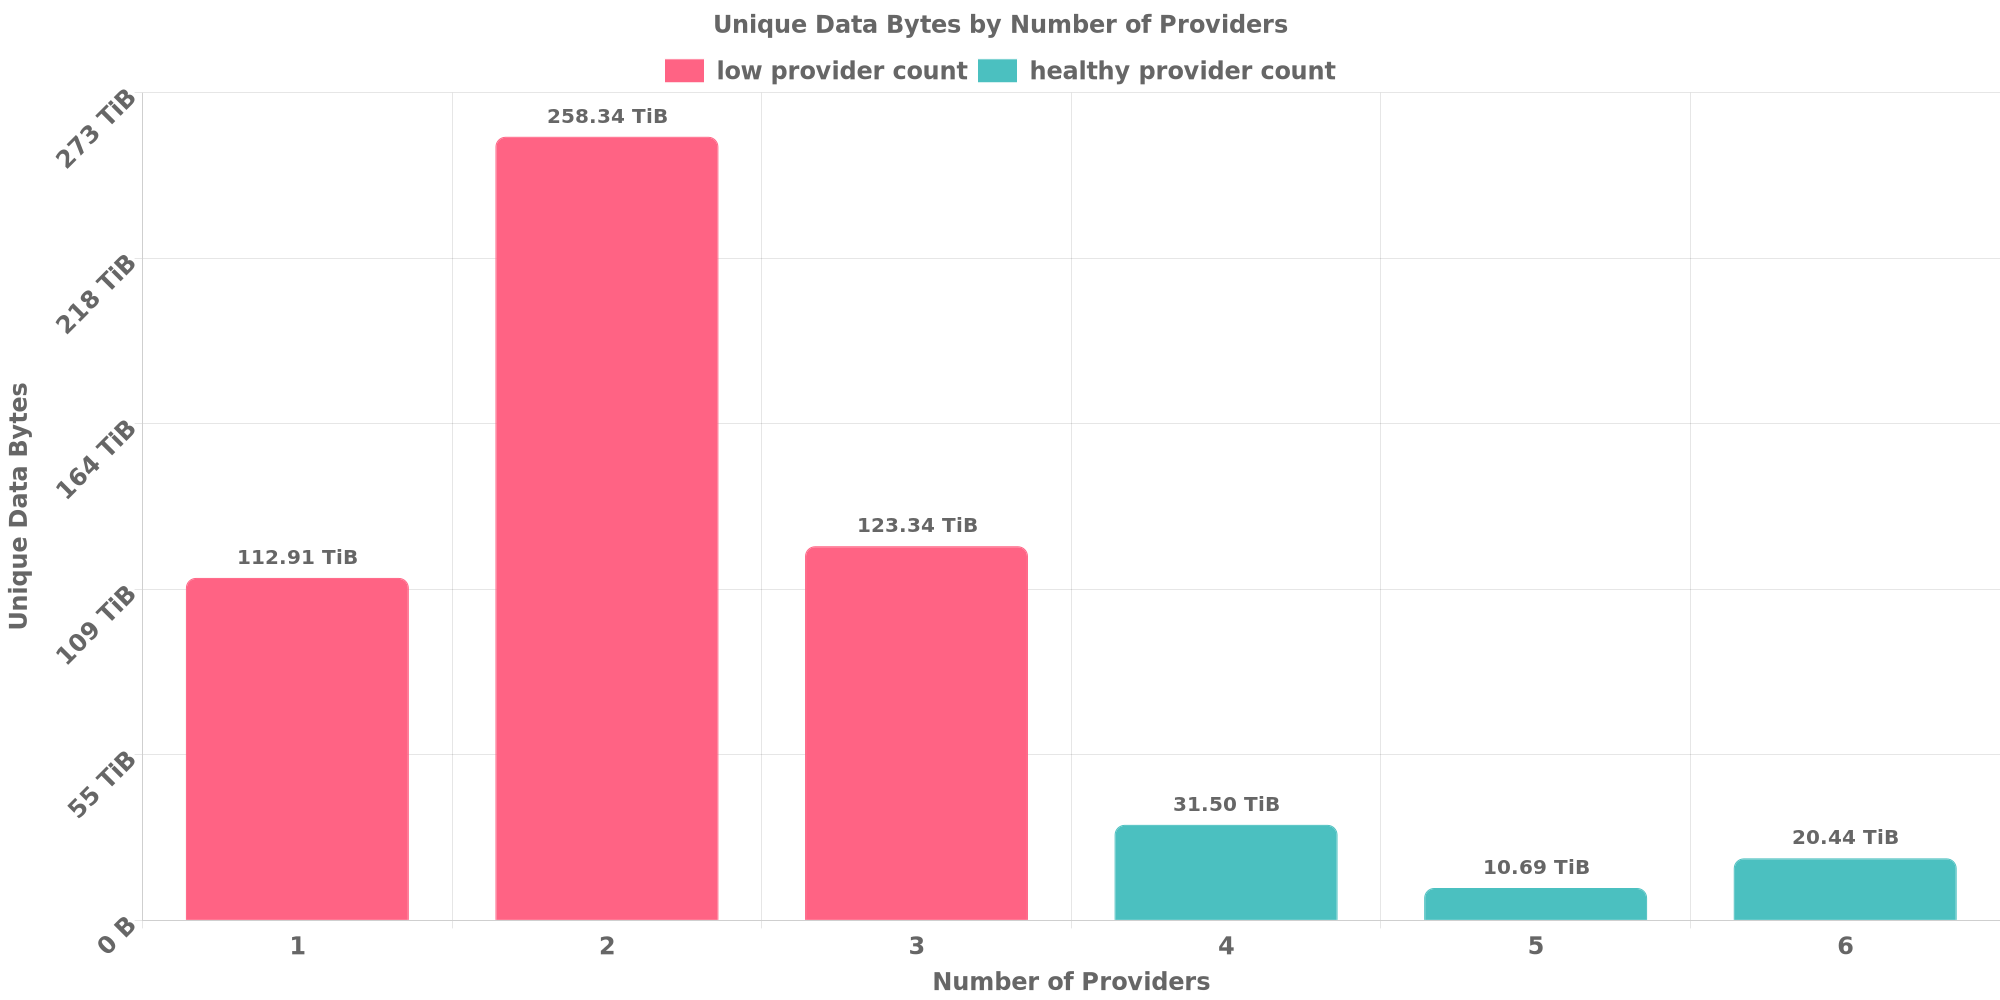 Unique Data Bytes by Number of Providers
low provider count healthy provider count
273 TiB
218 TiB
164 TiB
109 TiB
55 TiB
0 B
Unique Data Bytes
112.91 TiB
258.34 TiB
123.34 TiB
31.50 TiB
10.69 TiB
20.44 TiB
1 2 3 4 5 6
Number of Providers